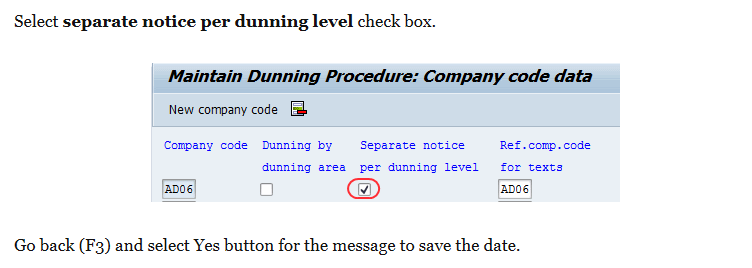 Select separate notice per dunning level check box.
Maintain Dunning Procedure: Company code data
New company code
Company code Dunning by Separate notice Ref.comp.code
dunning area per dunning level for texts
AD06 AD06
Go back (F3) and select Yes button for the message to save the date.